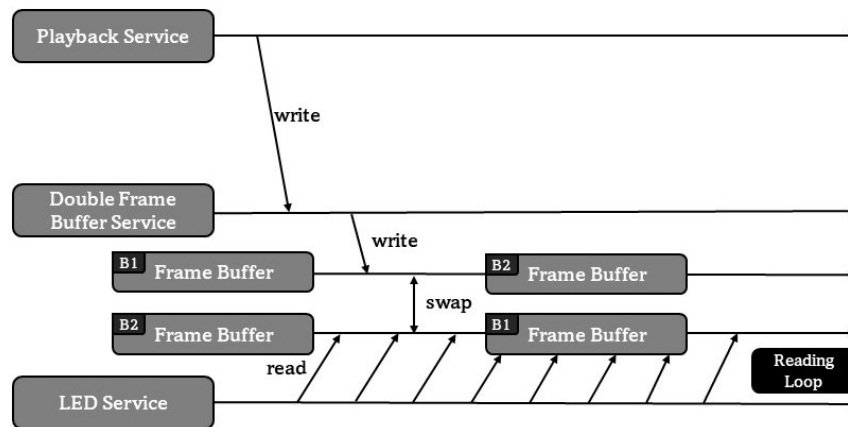 Playback Service
write
Double Frame
Buffer Service
write
B1
Frame Buffer
B2
Frame Buffer
swap
B2
Frame Buffer
B1
Frame Buffer
read
Reading
Loop
LED Service